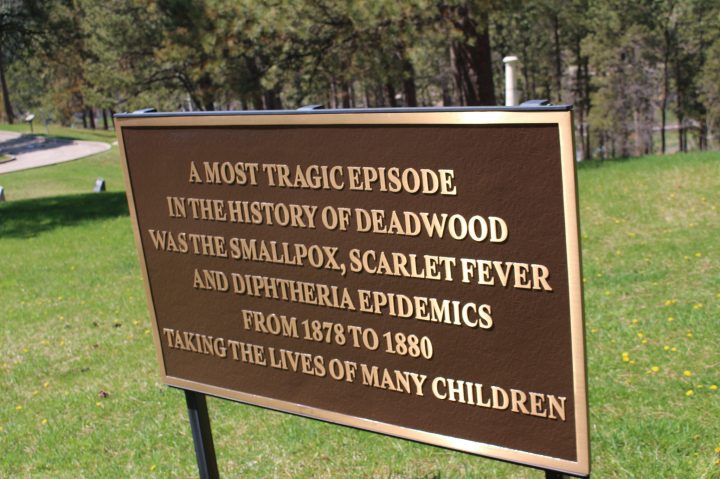 A MOST TRAGIC EPISODE
IN THE HISTORY OF DEADWOOD
WAS THE SMALLPOX, SCARLET FEVER
AND DIPHTHERIA EPIDEMICS
FROM 1878 TO 1880
TAKING THE LIVES OF MANY CHILDREN